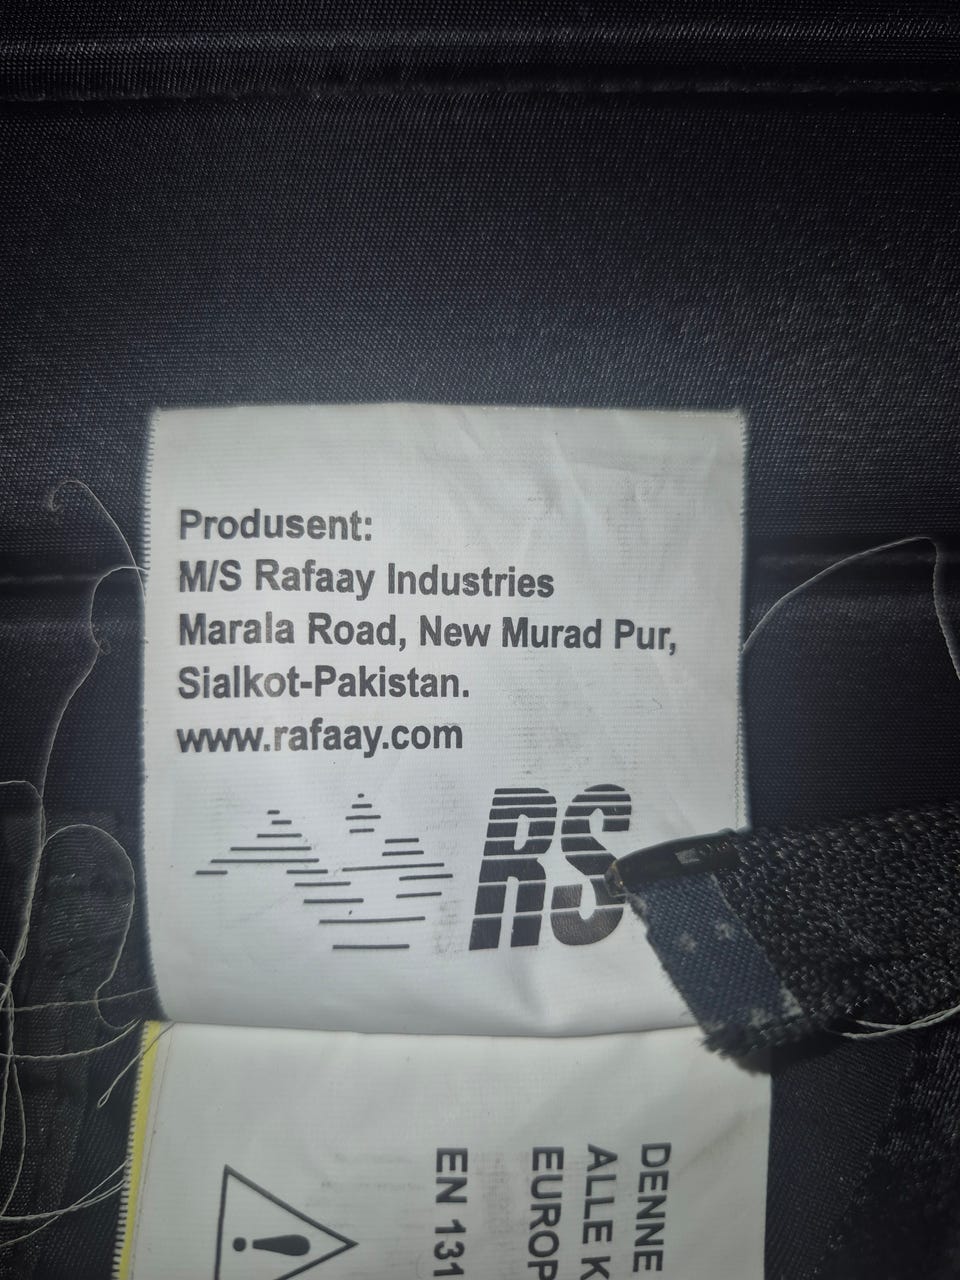 Produsent:
M/S Rafaay Industries
Marala Road, New Murad Pur,
Sialkot-Pakistan.
www.rafaay.com
RS
DENNE
ALLE K
EUROP
EN 131